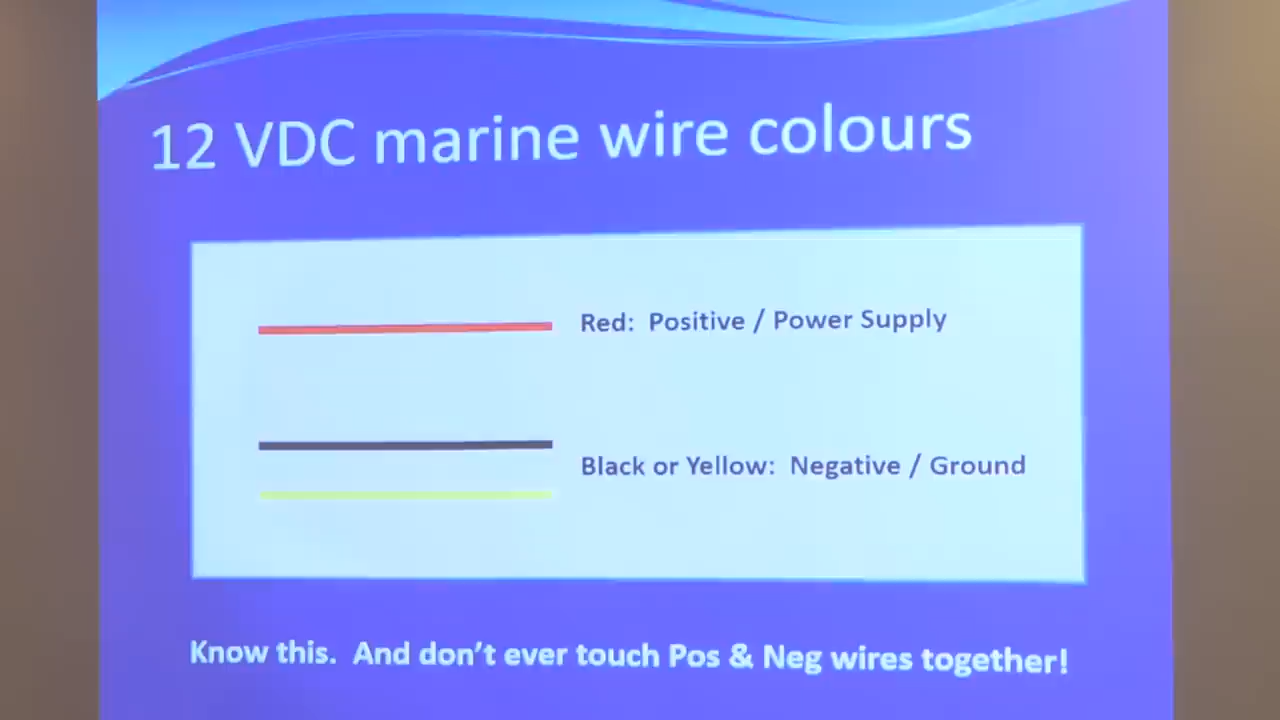 12 VDC marine wire colours
Red:  Positive / Power Supply
Black or Yellow:  Negative / Ground
Know this.  And don't ever touch Pos & Neg wires together!